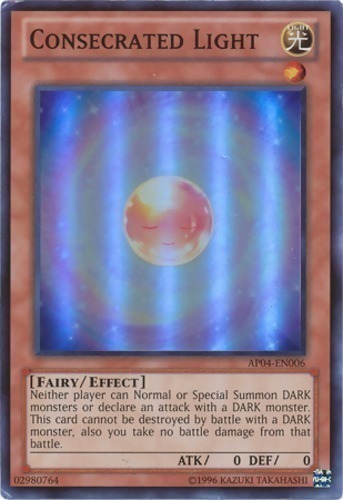 CONSECRATED LIGHT
LIGHT
光
AP04-EN006
[FAIRY/EFFECT]
Neither player can Normal or Special Summon DARK
monsters or declare an attack with a DARK monster.
This card cannot be destroyed by battle with a DARK
monster, also you take no battle damage from that
battle.
ATK/ 0 DEF/ 0
02980764 ©1996 KAZUKI TAKAHASHI